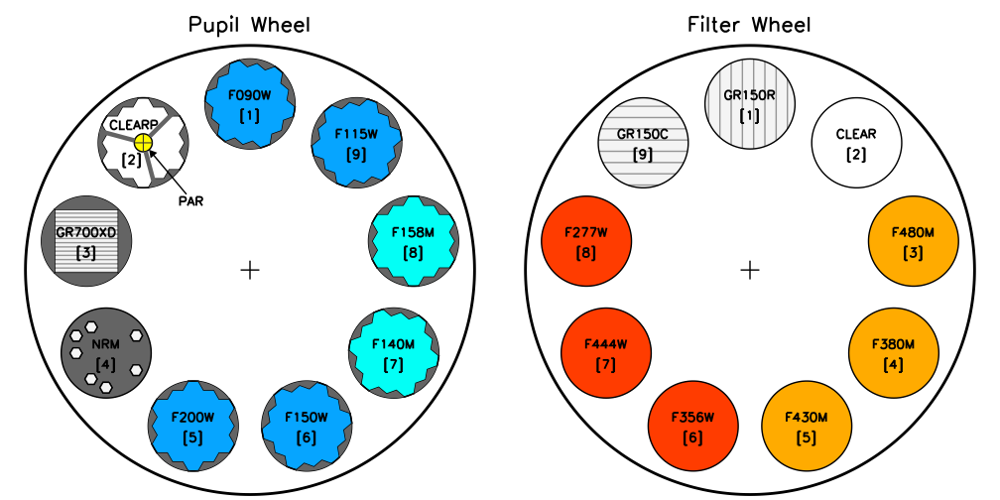 Pupil Wheel
F090W
[1]
F115W
[9]
F158M
[8]
F140M
[7]
F150W
[6]
F200W
[5]
NRM
[4]
GR700XD
[3]
CLEARP
[2]
PAR
Filter Wheel
GR150R
[1]
CLEAR
[2]
F480M
[3]
F380M
[4]
F430M
[5]
F356W
[6]
F444W
[7]
F277W
[8]
GR150C
[9]